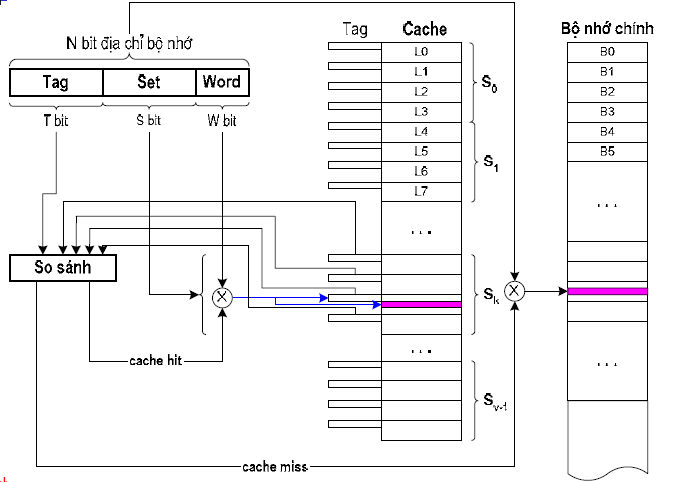 N bit địa chỉ bộ nhớ
Tag
Set
Word
T bit
S bit
W bit
So sánh
cache hit
cache miss
X
X
Tag
Cache
L0
L1
L2
L3
L4
L5
L6
L7
. . .
. . .
S0
S1
Sk
Sv-1
Bộ nhớ chính
B0
B1
B2
B3
B4
B5
. . .
. . .